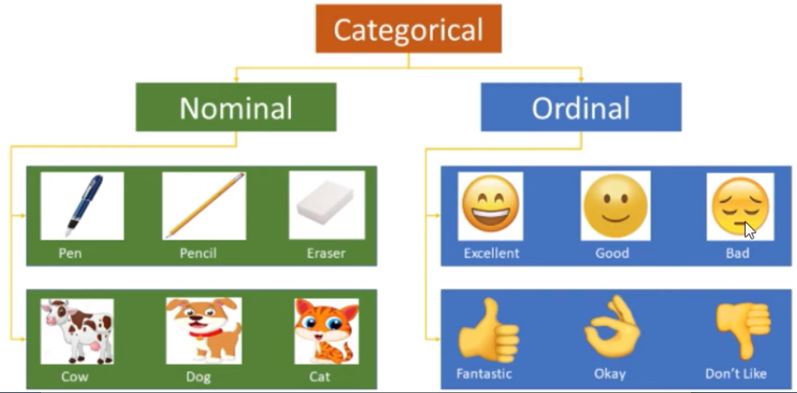 Categorical
Nominal
Ordinal
Pen
Pencil
Eraser
Excellent
Good
Bad
Cow
Dog
Cat
Fantastic
Okay
Don't Like